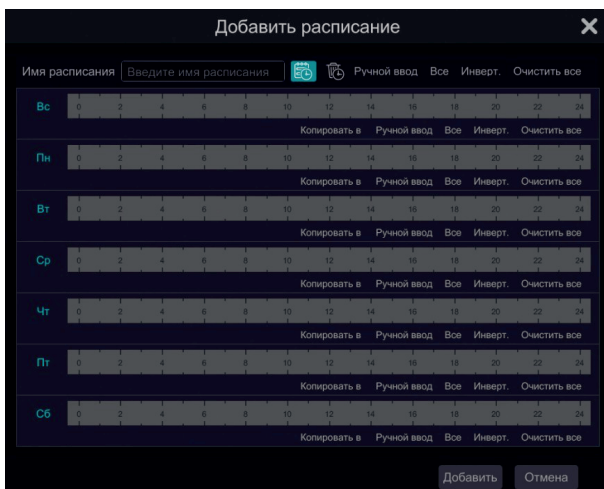 Добавить расписание
Имя расписания Введите имя расписания Ручной ввод Все Инверт. Очистить все
Вс 0 2 4 6 8 10 12 14 16 18 20 22 24
Копировать в Ручной ввод Все Инверт. Очистить все
Пн 0 2 4 6 8 10 12 14 16 18 20 22 24
Копировать в Ручной ввод Все Инверт. Очистить все
Вт 0 2 4 6 8 10 12 14 16 18 20 22 24
Копировать в Ручной ввод Все Инверт. Очистить все
Ср 0 2 4 6 8 10 12 14 16 18 20 22 24
Копировать в Ручной ввод Все Инверт. Очистить все
Чт 0 2 4 6 8 10 12 14 16 18 20 22 24
Копировать в Ручной ввод Все Инверт. Очистить все
Пт 0 2 4 6 8 10 12 14 16 18 20 22 24
Копировать в Ручной ввод Все Инверт. Очистить все
Сб 0 2 4 6 8 10 12 14 16 18 20 22 24
Копировать в Ручной ввод Все Инверт. Очистить все
Добавить Отмена